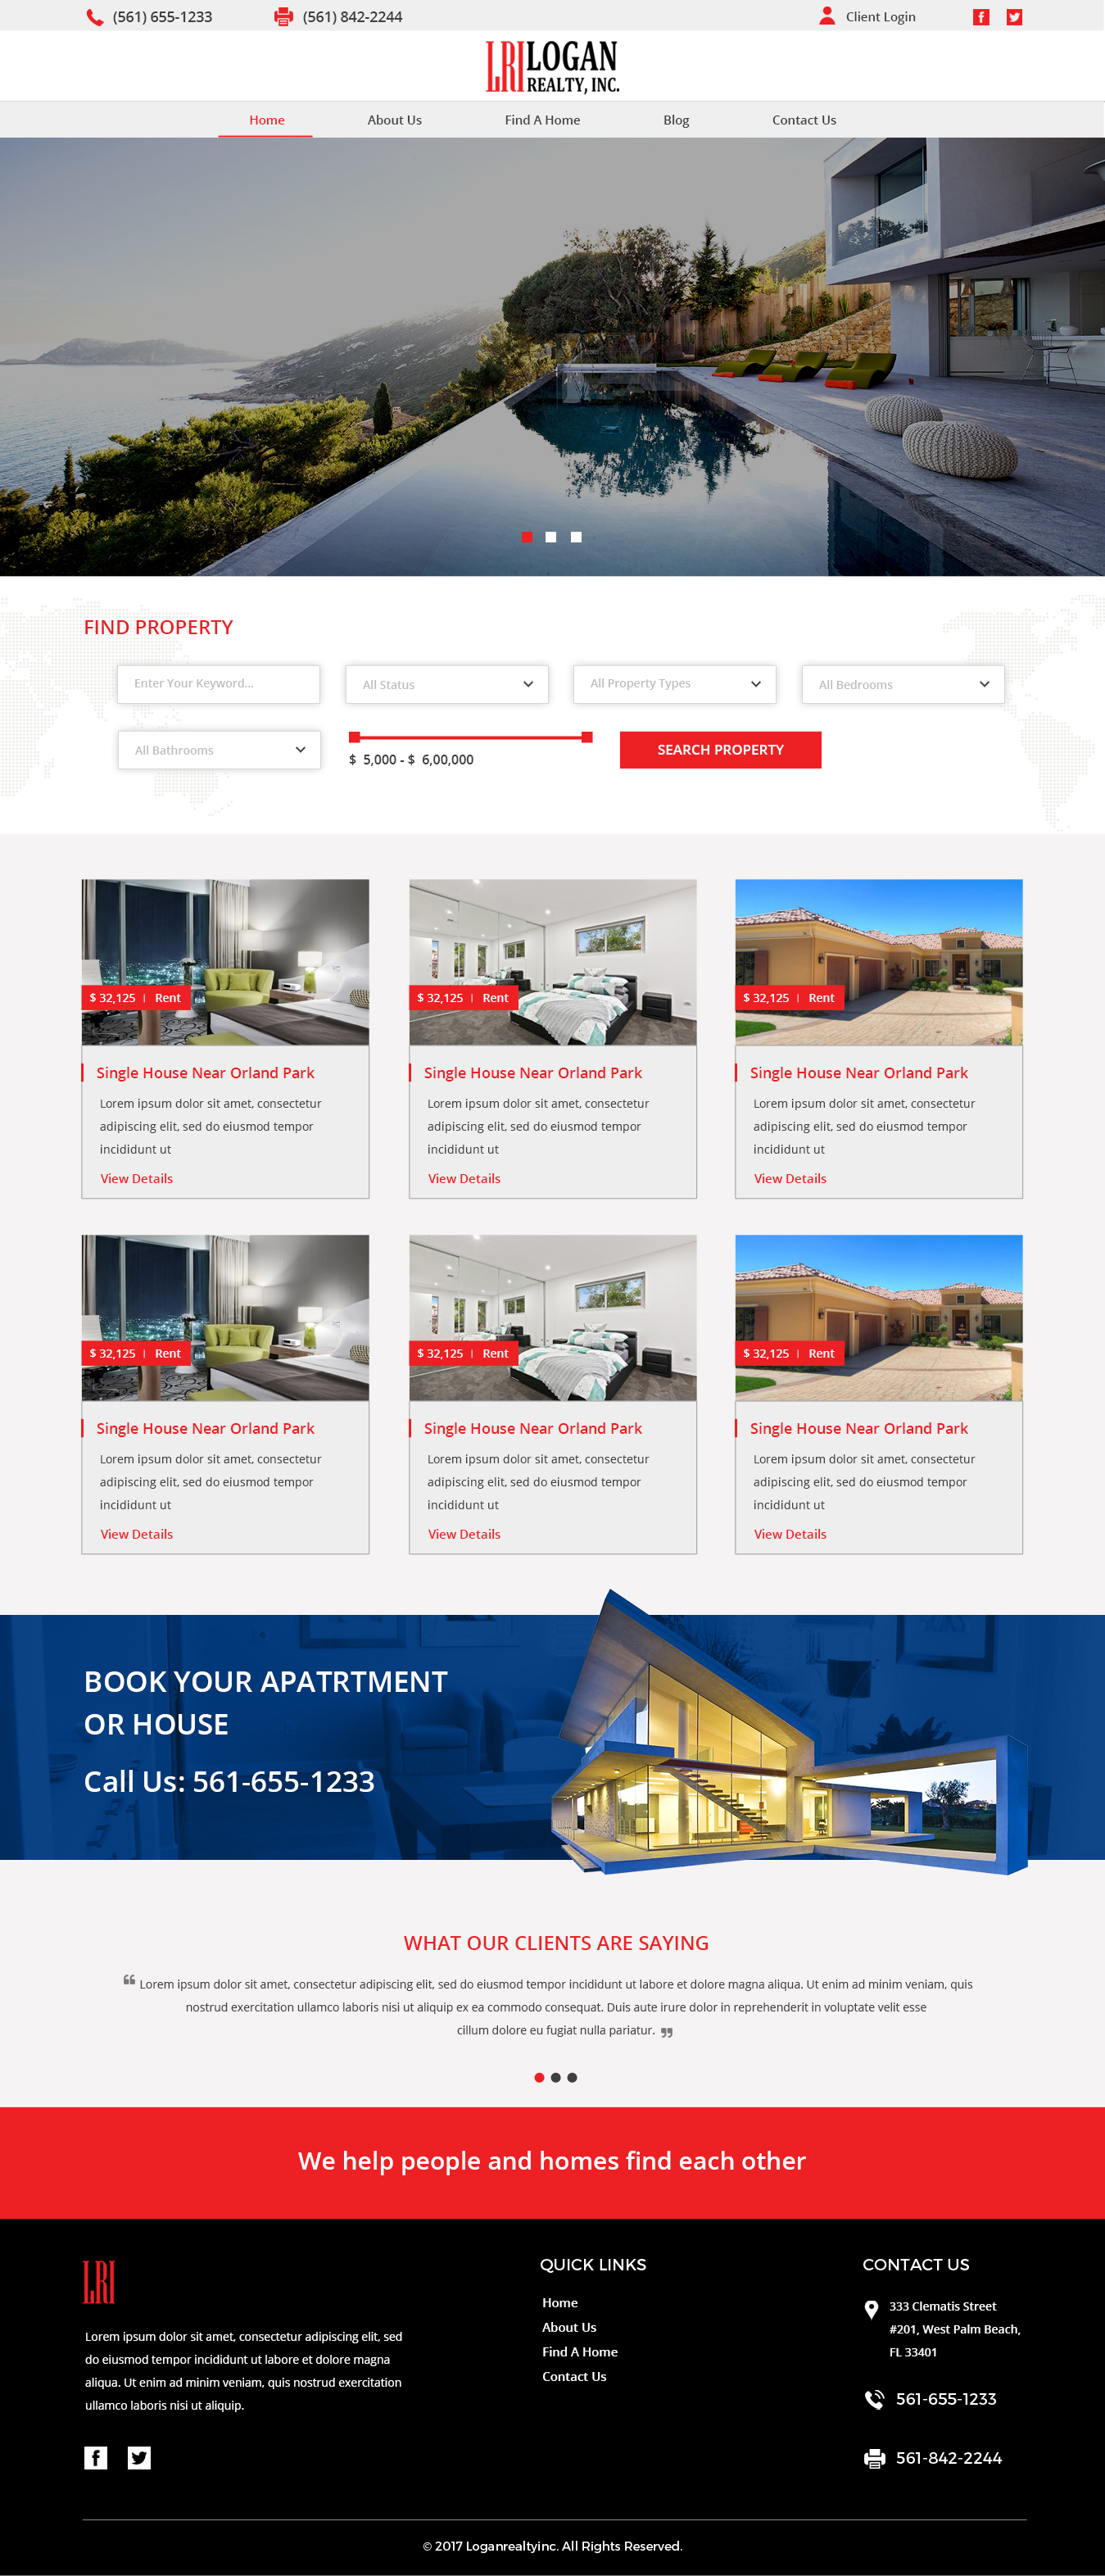 (561) 655-1233
(561) 842-2244
Client Login
LRI LOGAN
REALTY, INC.
Home
About Us
Find A Home
Blog
Contact Us
FIND PROPERTY
Enter Your Keyword...
All Status
All Property Types
All Bedrooms
All Bathrooms
$ 5,000 - $ 6,00,000
SEARCH PROPERTY
$ 32,125 | Rent
Single House Near Orland Park
Lorem ipsum dolor sit amet, consectetur
adipiscing elit, sed do eiusmod tempor
incididunt ut
View Details
$ 32,125 | Rent
Single House Near Orland Park
Lorem ipsum dolor sit amet, consectetur
adipiscing elit, sed do eiusmod tempor
incididunt ut
View Details
$ 32,125 | Rent
Single House Near Orland Park
Lorem ipsum dolor sit amet, consectetur
adipiscing elit, sed do eiusmod tempor
incididunt ut
View Details
$ 32,125 | Rent
Single House Near Orland Park
Lorem ipsum dolor sit amet, consectetur
adipiscing elit, sed do eiusmod tempor
incididunt ut
View Details
$ 32,125 | Rent
Single House Near Orland Park
Lorem ipsum dolor sit amet, consectetur
adipiscing elit, sed do eiusmod tempor
incididunt ut
View Details
$ 32,125 | Rent
Single House Near Orland Park
Lorem ipsum dolor sit amet, consectetur
adipiscing elit, sed do eiusmod tempor
incididunt ut
View Details
BOOK YOUR APATRTMENT
OR HOUSE
Call Us: 561-655-1233
WHAT OUR CLIENTS ARE SAYING
“ Lorem ipsum dolor sit amet, consectetur adipiscing elit, sed do eiusmod tempor incididunt ut labore et dolore magna aliqua. Ut enim ad minim veniam, quis
nostrud exercitation ullamco laboris nisi ut aliquip ex ea commodo consequat. Duis aute irure dolor in reprehenderit in voluptate velit esse
cillum dolore eu fugiat nulla pariatur. ”
We help people and homes find each other
LRI
Lorem ipsum dolor sit amet, consectetur adipiscing elit, sed
do eiusmod tempor incididunt ut labore et dolore magna
aliqua. Ut enim ad minim veniam, quis nostrud exercitation
ullamco laboris nisi ut aliquip.
QUICK LINKS
Home
About Us
Find A Home
Contact Us
CONTACT US
333 Clematis Street
#201, West Palm Beach,
FL 33401
561-655-1233
561-842-2244
© 2017 Loganrealtyinc. All Rights Reserved.